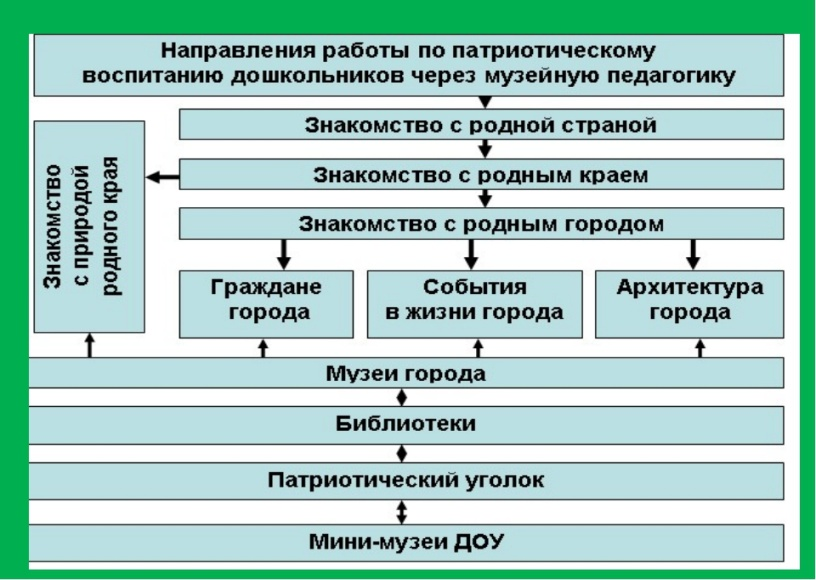 Направления работы по патриотическому
воспитанию дошкольников через музейную педагогику
Знакомство с родной страной
Знакомство с родным краем
Знакомство с родным городом
Знакомство
с природой
родного края
Граждане
города
События
в жизни города
Архитектура
города
Музеи города
Библиотеки
Патриотический уголок
Мини-музеи ДОУ